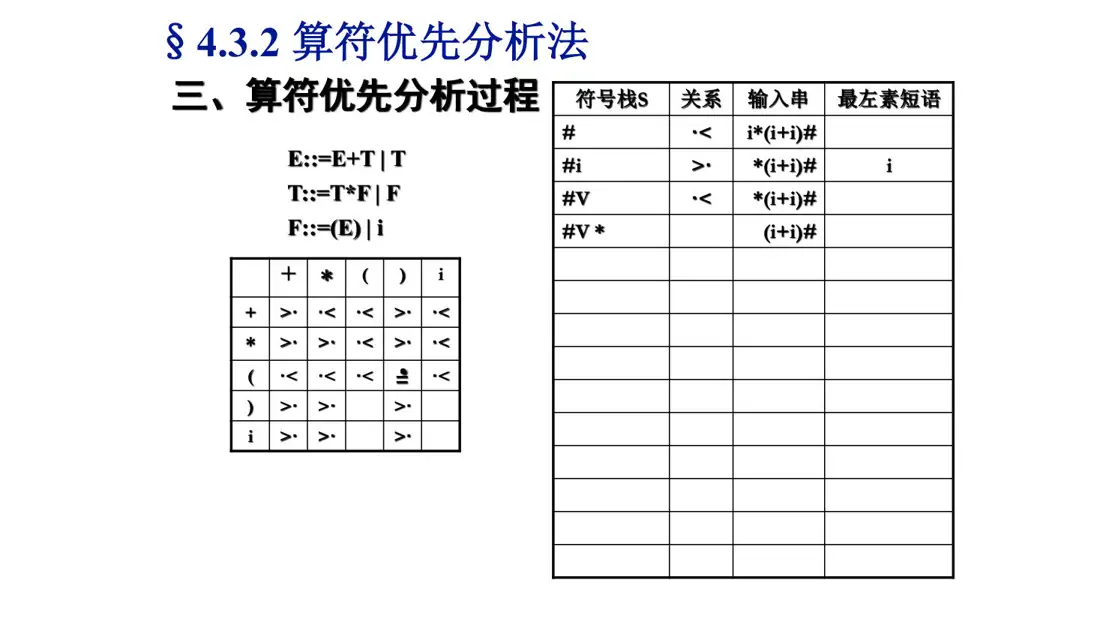 § 4.3.2 算符优先分析法
三、算符优先分析过程
E::=E+T | T
T::=T*F | F
F::=(E) | i
+ * ( ) i
+ >· ·< ·< >· ·<
* >· >· ·< >· ·<
( ·< ·< ·< ≗ ·<
) >· >· >·
i >· >· >·
符号栈S 关系 输入串 最左素短语
# ·< i*(i+i)#
#i >· *(i+i)# i
#V ·< *(i+i)#
#V * (i+i)#